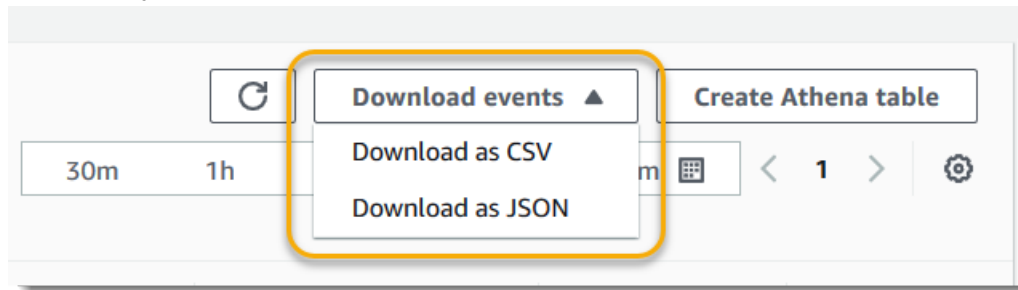 Download events
Create Athena table
30m 1h m 1
Download as CSV
Download as JSON